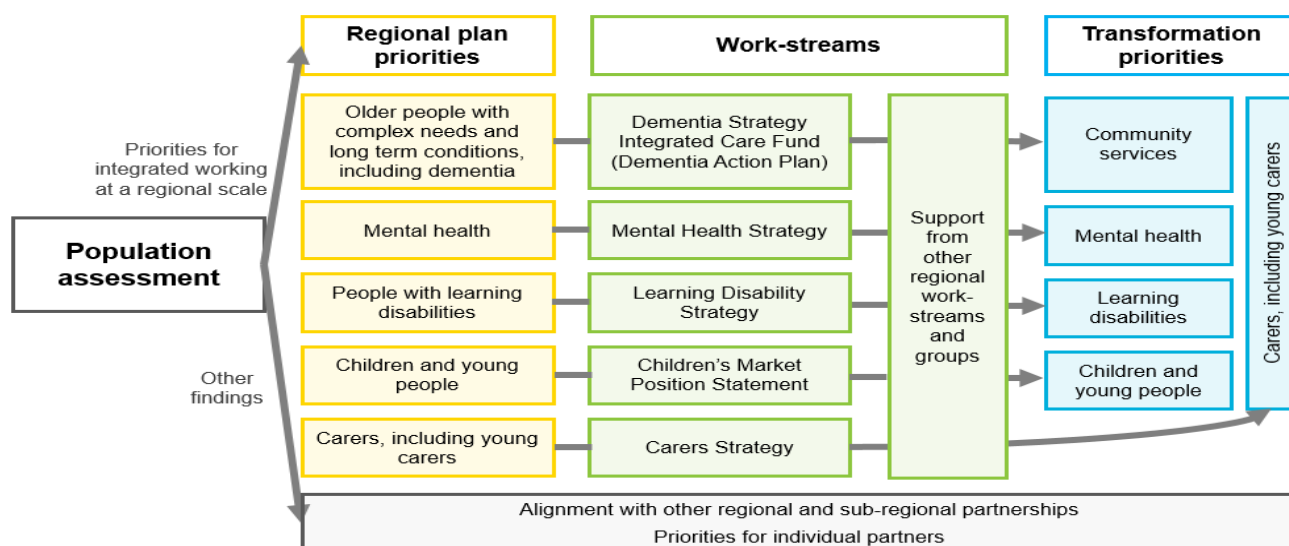 Regional plan
priorities
Work-streams
Transformation
priorities
Priorities for
integrated working
at a regional scale
Population
assessment
Other
findings
Older people with
complex needs and
long term conditions,
including dementia
Dementia Strategy
Integrated Care Fund
(Dementia Action Plan)
Community
services
Mental health
Mental Health Strategy
Mental health
People with learning
disabilities
Learning Disability
Strategy
Learning
disabilities
Children and young
people
Children’s Market
Position Statement
Children and
young people
Carers, including young
carers
Carers Strategy
Support
from
other
regional
work-
streams
and
groups
Carers, including young carers
Alignment with other regional and sub-regional partnerships
Priorities for individual partners